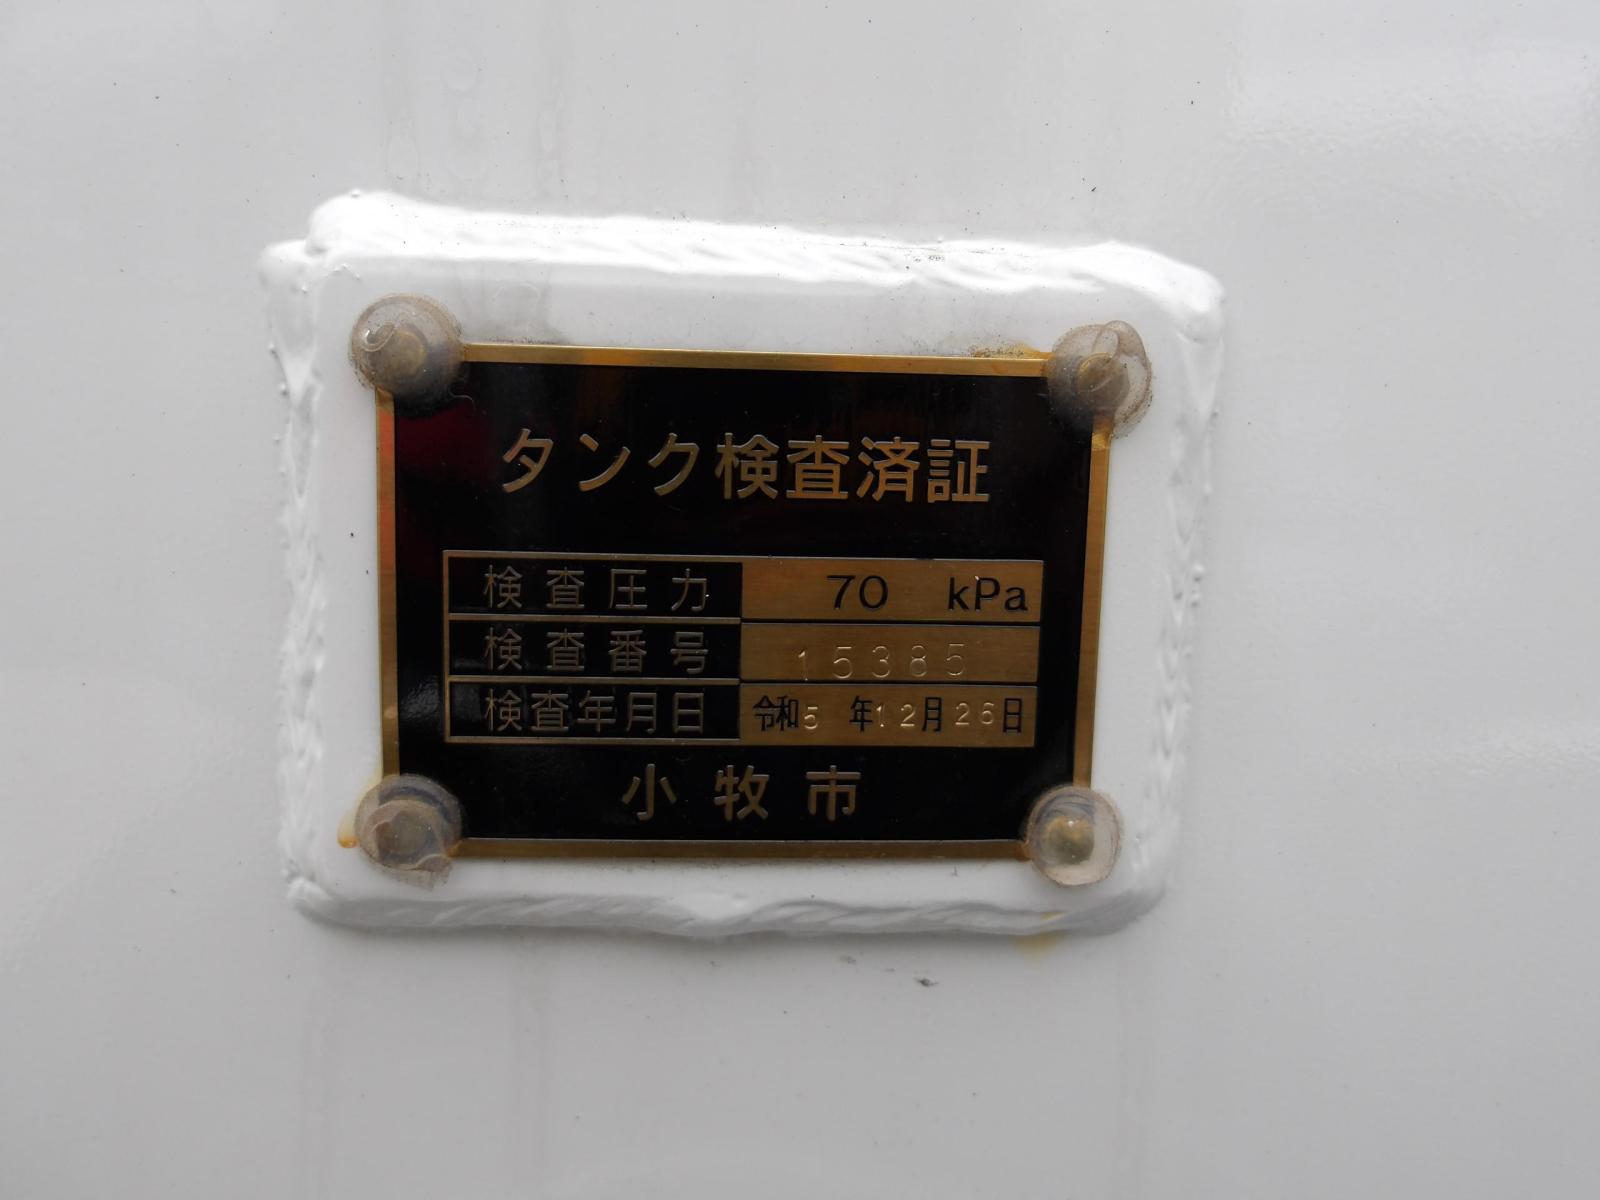 タンク検査済証
検査圧力 70 kPa
検査番号 15385
検査年月日 令和5年12月26日
小牧市